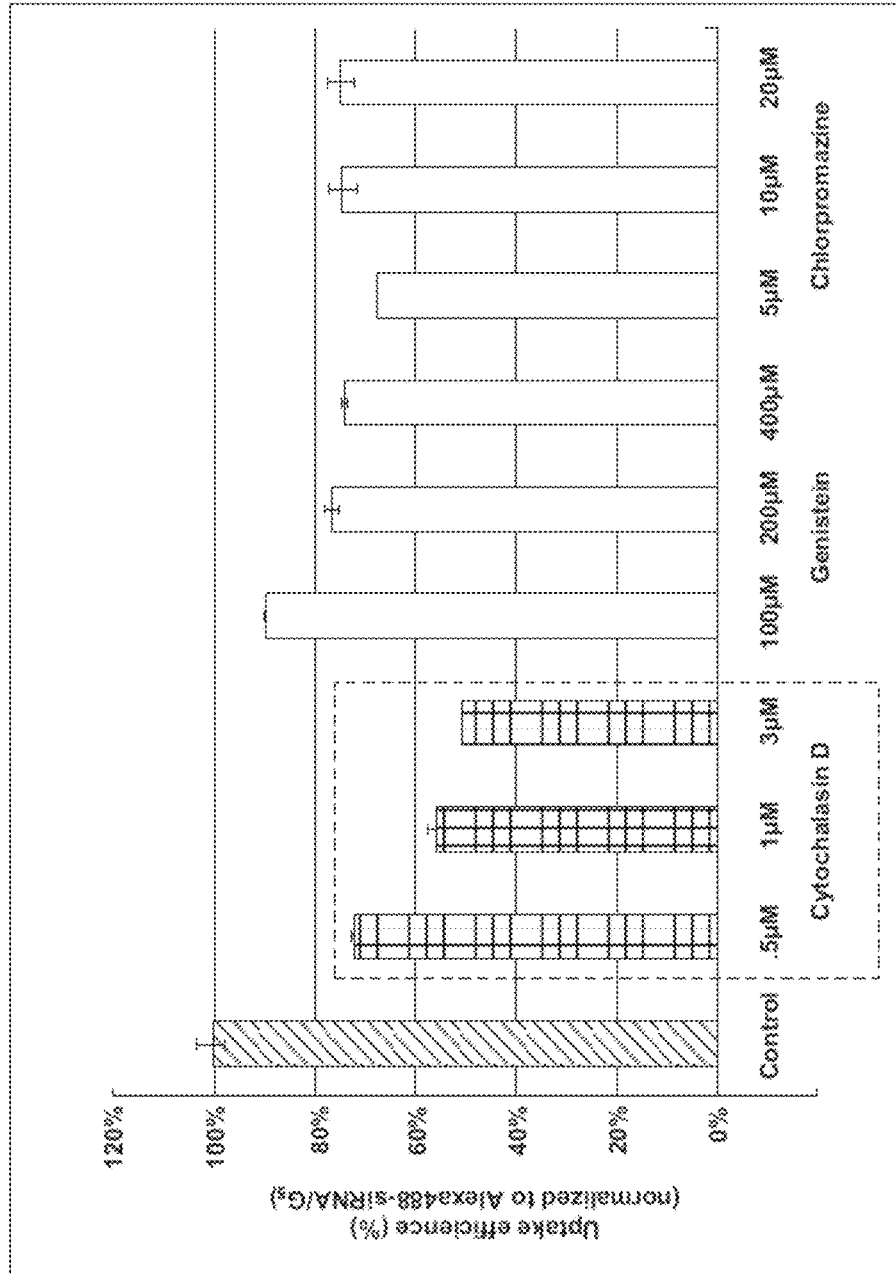 Uptake efficience (%)
(normalized to Alexa488-siRNA/G5)
120%
100%
80%
60%
40%
20%
0%
Control
.5µM
1µM
3µM
100µM
200µM
400µM
5µM
10µM
20µM
Cytochalasin D
Genistein
Chlorpromazine